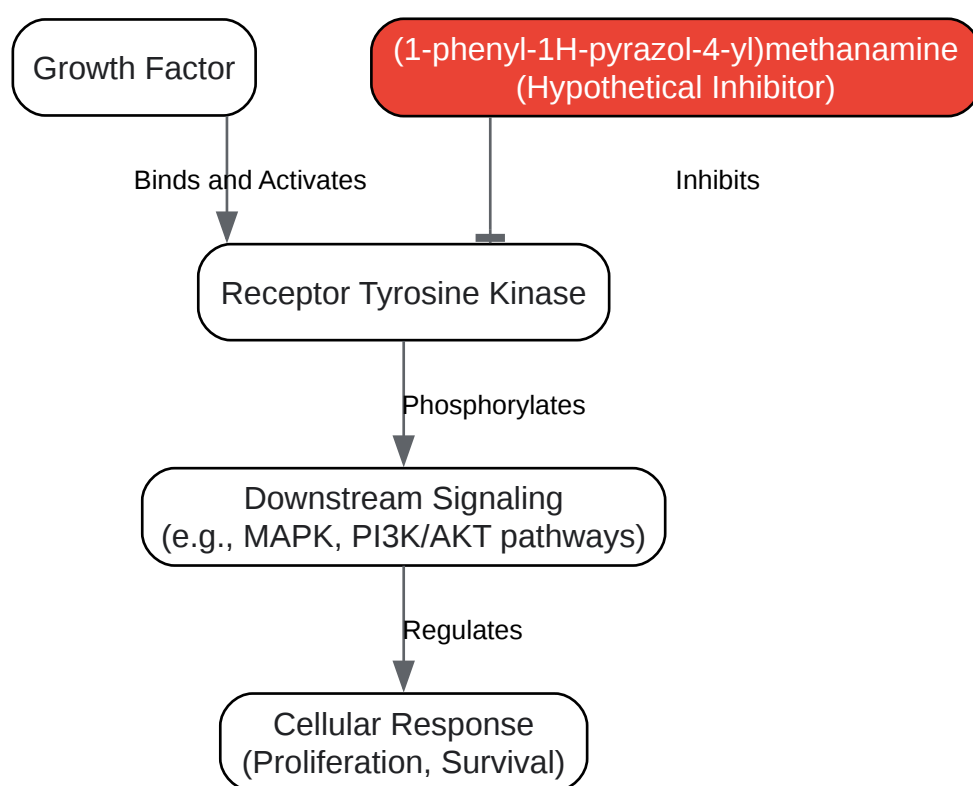 Growth Factor
(1-phenyl-1H-pyrazol-4-yl)methanamine
(Hypothetical Inhibitor)
Binds and Activates
Inhibits
Receptor Tyrosine Kinase
Phosphorylates
Downstream Signaling
(e.g., MAPK, PI3K/AKT pathways)
Regulates
Cellular Response
(Proliferation, Survival)